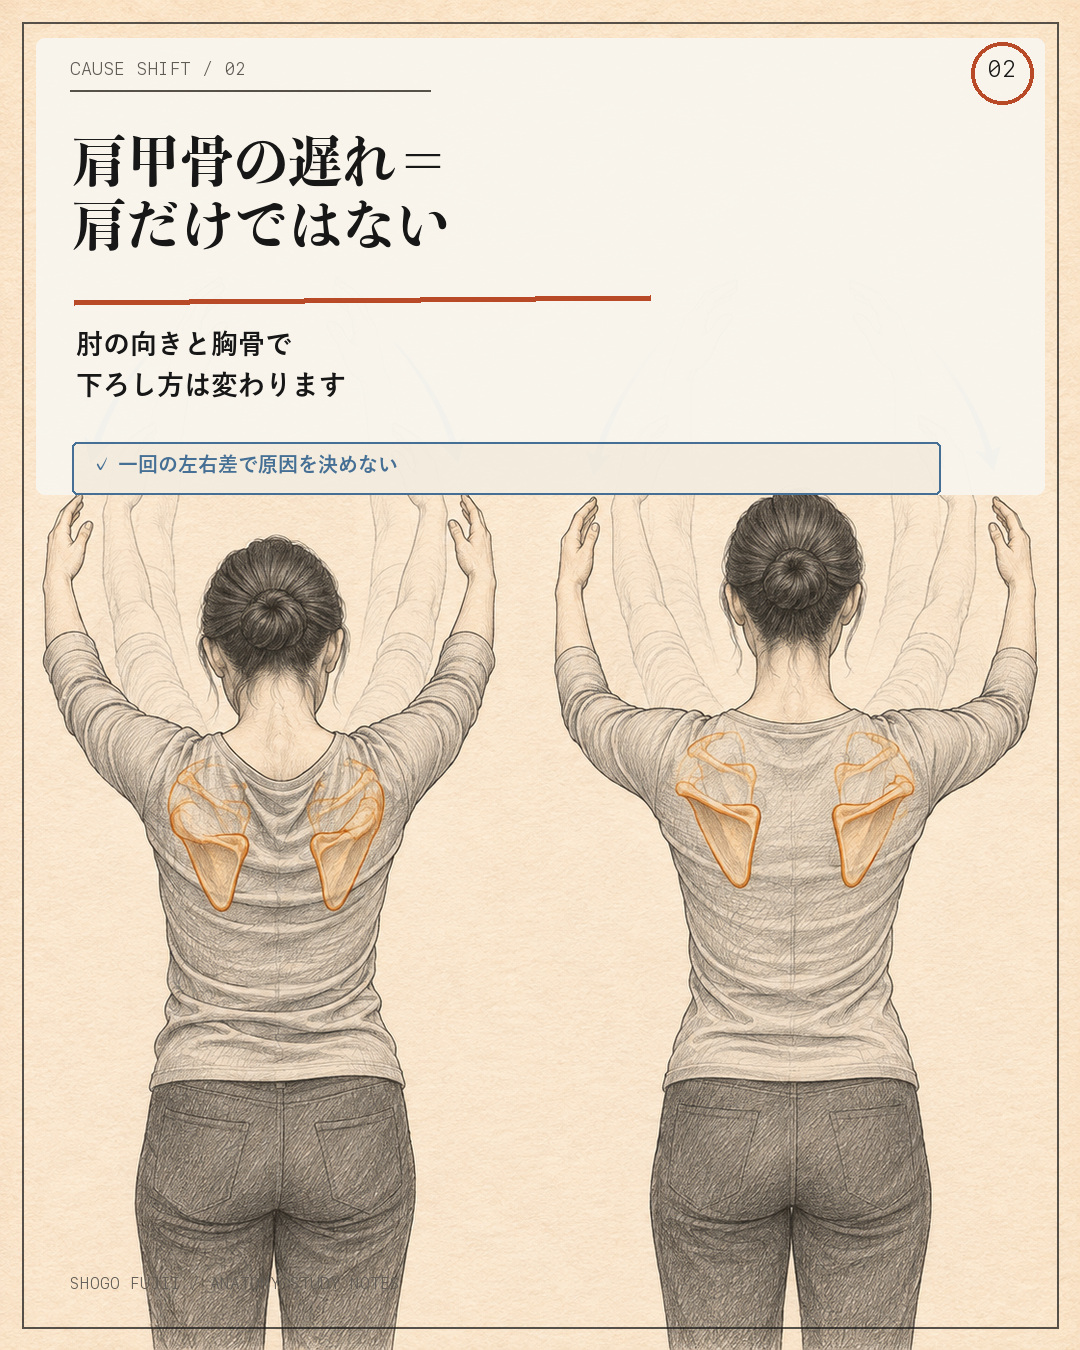 CAUSE SHIFT / 02
02
肩甲骨の遅れ＝
肩だけではない
肘の向きと胸骨で
下ろし方は変わります
✓ 一回の左右差で原因を決めない
SHOGO